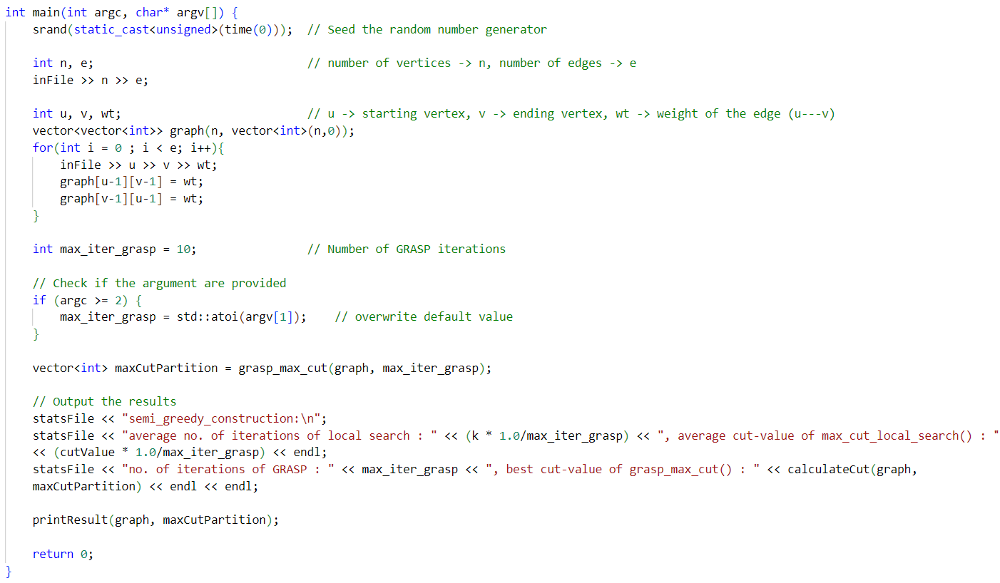 int main(int argc, char* argv[]) {
    srand(static_cast<unsigned>(time(0)));  // Seed the random number generator
    int n, e;                               // number of vertices -> n, number of edges -> e
    inFile >> n >> e;
    int u, v, wt;                           // u -> starting vertex, v -> ending vertex, wt -> weight of the edge (u---v)
    vector<vector<int>> graph(n, vector<int>(n,0));
    for(int i = 0 ; i < e; i++){
        inFile >> u >> v >> wt;
        graph[u-1][v-1] = wt;
        graph[v-1][u-1] = wt;
    }
    int max_iter_grasp = 10;                // Number of GRASP iterations
    // Check if the argument are provided
    if (argc >= 2) {
        max_iter_grasp = std::atoi(argv[1]);    // overwrite default value
    }
    vector<int> maxCutPartition = grasp_max_cut(graph, max_iter_grasp);
    // Output the results
    statsFile << "semi_greedy_construction:\n";
    statsFile << "average no. of iterations of local search : " << (k * 1.0/max_iter_grasp) << ", average cut-value of max_cut_local_search() : "
    << (cutValue * 1.0/max_iter_grasp) << endl;
    statsFile << "no. of iterations of GRASP : " << max_iter_grasp << ", best cut-value of grasp_max_cut() : " << calculateCut(graph,
    maxCutPartition) << endl << endl;
    printResult(graph, maxCutPartition);
    return 0;
}